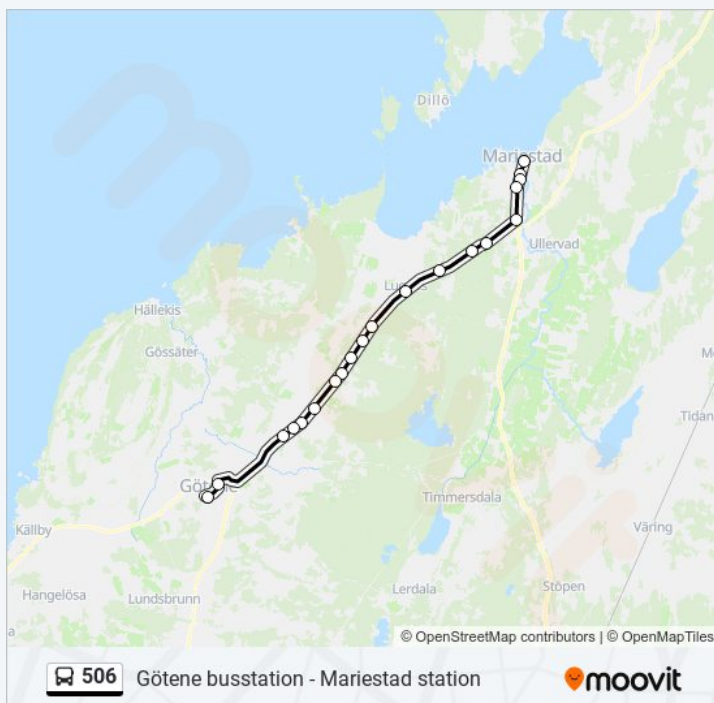 Dillö
Mariestad
Ullervad
Hällekis
Gössäter
Tidan
Timmersdala
Källby
Väring
Hangelösa
Lundsbrunn
Lerdala
Stöpen
© OpenStreetMap contributors | © OpenMapTiles
506 Götene busstation - Mariestad station moovit